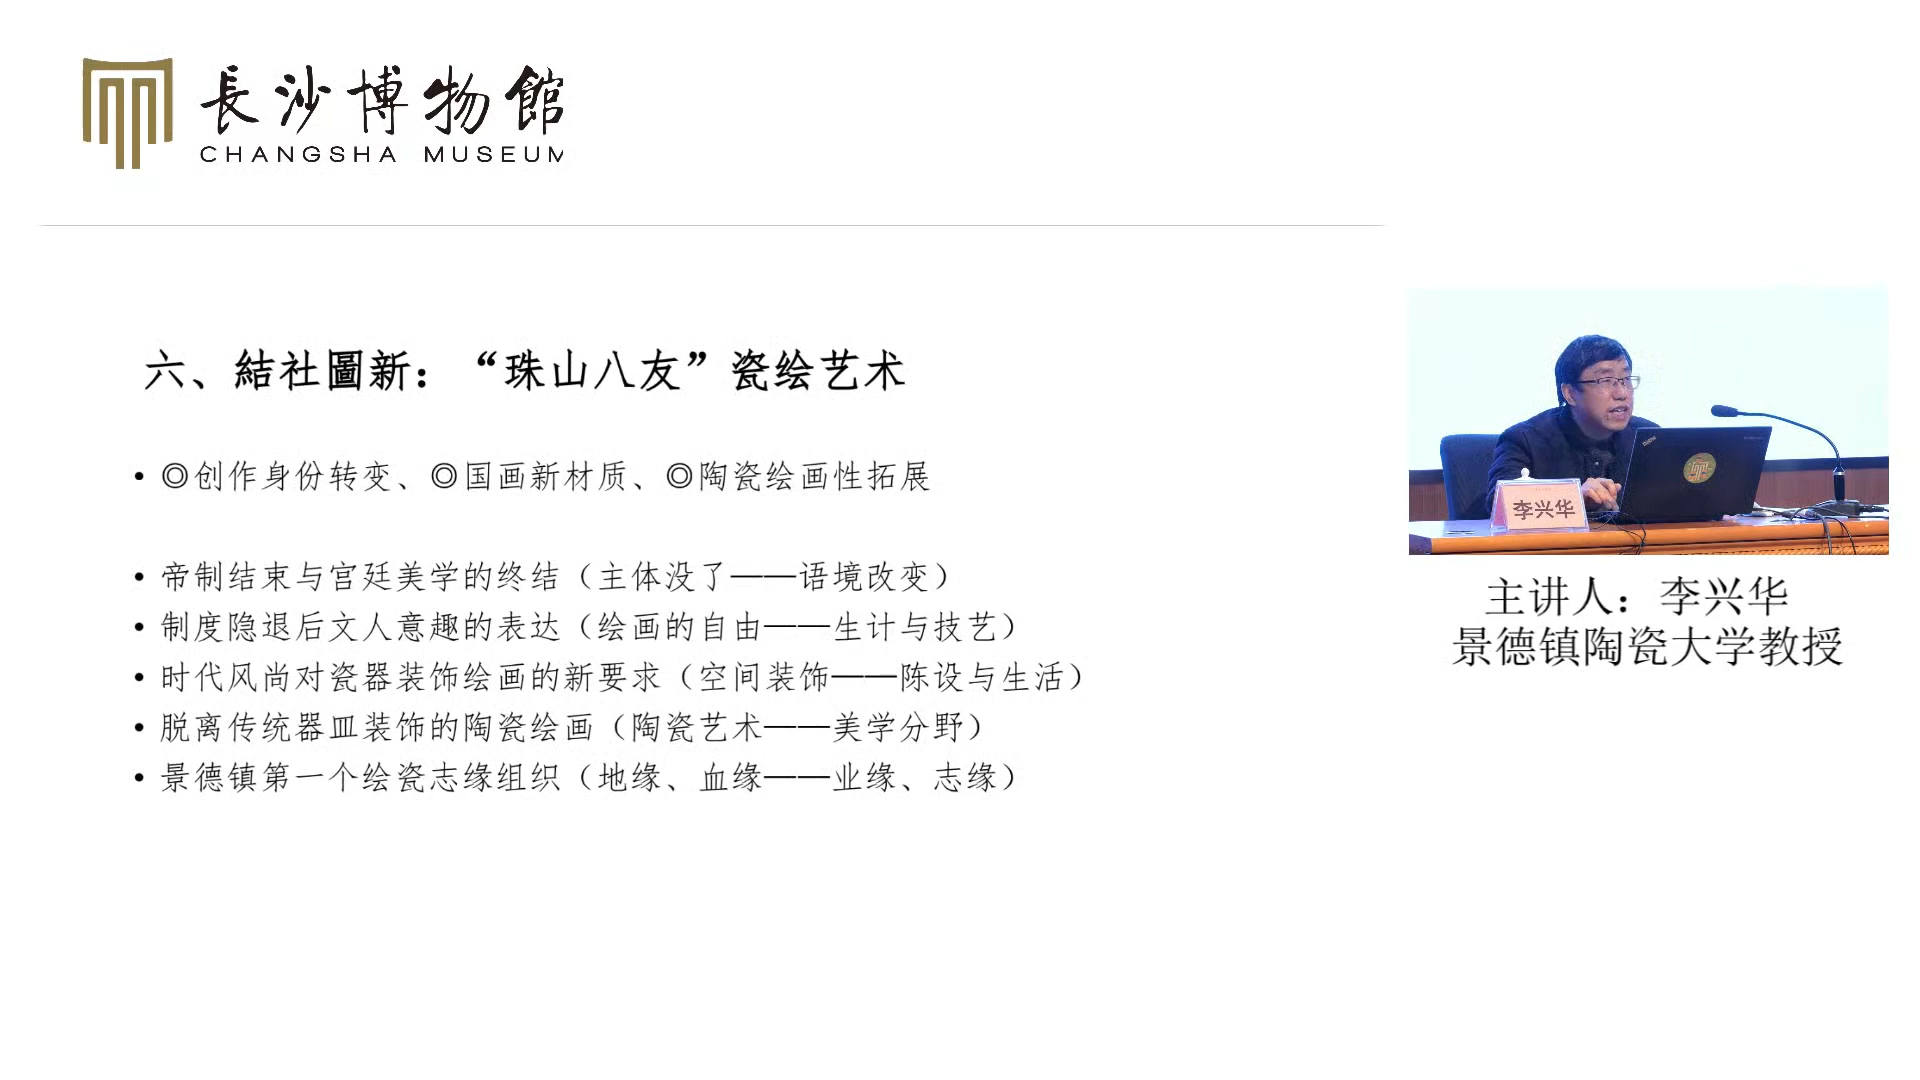 長沙博物館
CHANGSHA MUSEUM
六、結社圖新：“珠山八友”瓷绘艺术
• ◎创作身份转变、◎国画新材质、◎陶瓷绘画性拓展
• 帝制结束与宫廷美学的终结（主体没了——语境改变）
• 制度隐退后文人意趣的表达（绘画的自由——生计与技艺）
• 时代风尚对瓷器装饰绘画的新要求（空间装饰——陈设与生活）
• 脱离传统器皿装饰的陶瓷绘画（陶瓷艺术——美学分野）
• 景德镇第一个绘瓷志缘组织（地缘、血缘——业缘、志缘）
李兴华
主讲人：李兴华
景德镇陶瓷大学教授